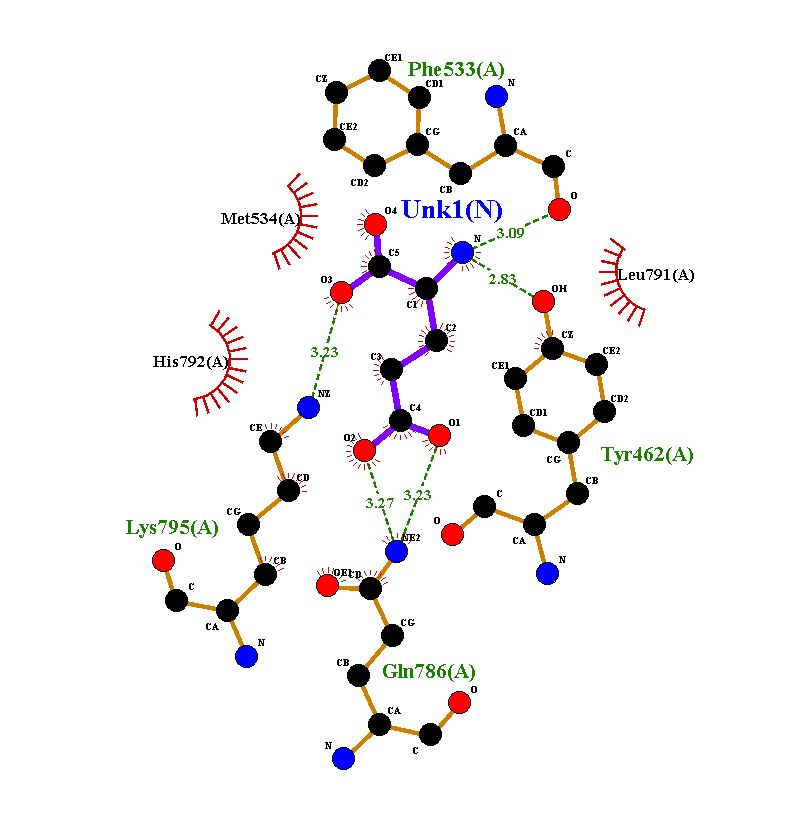 CE1
Phe533(A)
CZ
CD1
N
CE2
CG
CA
C
CD2
CB
O
Met534(A)
O4
Unk1(N)
N
3.09
C5
2.83
Leu791(A)
O3
C1
OH
C2
3.23
CZ
C3
CE2
His792(A)
CE1
NZ
CD2
C4
O1
CD1
CE
O2
CG
Tyr462(A)
CD
CB
3.27
3.23
C
CG
Lys795(A)
O
CA
NE2
O
CB
N
OE1
CD
C
CA
CG
N
CB
Gln786(A)
O
CA
N
C